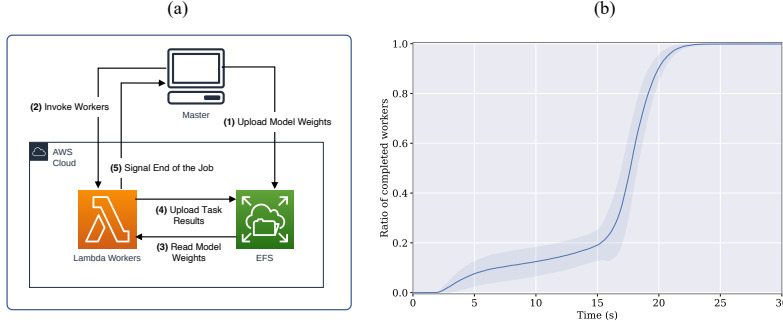 (a)
(b)
(2) Invoke Workers
Master
(1) Upload Model Weights
AWS
Cloud
(5) Signal End of the Job
(4) Upload Task
Results
(3) Read Model
Weights
Lambda Workers
EFS
Ratio of completed workers
1.0
0.8
0.6
0.4
0.2
0.0
0
5
10
15
20
25
30
Time (s)